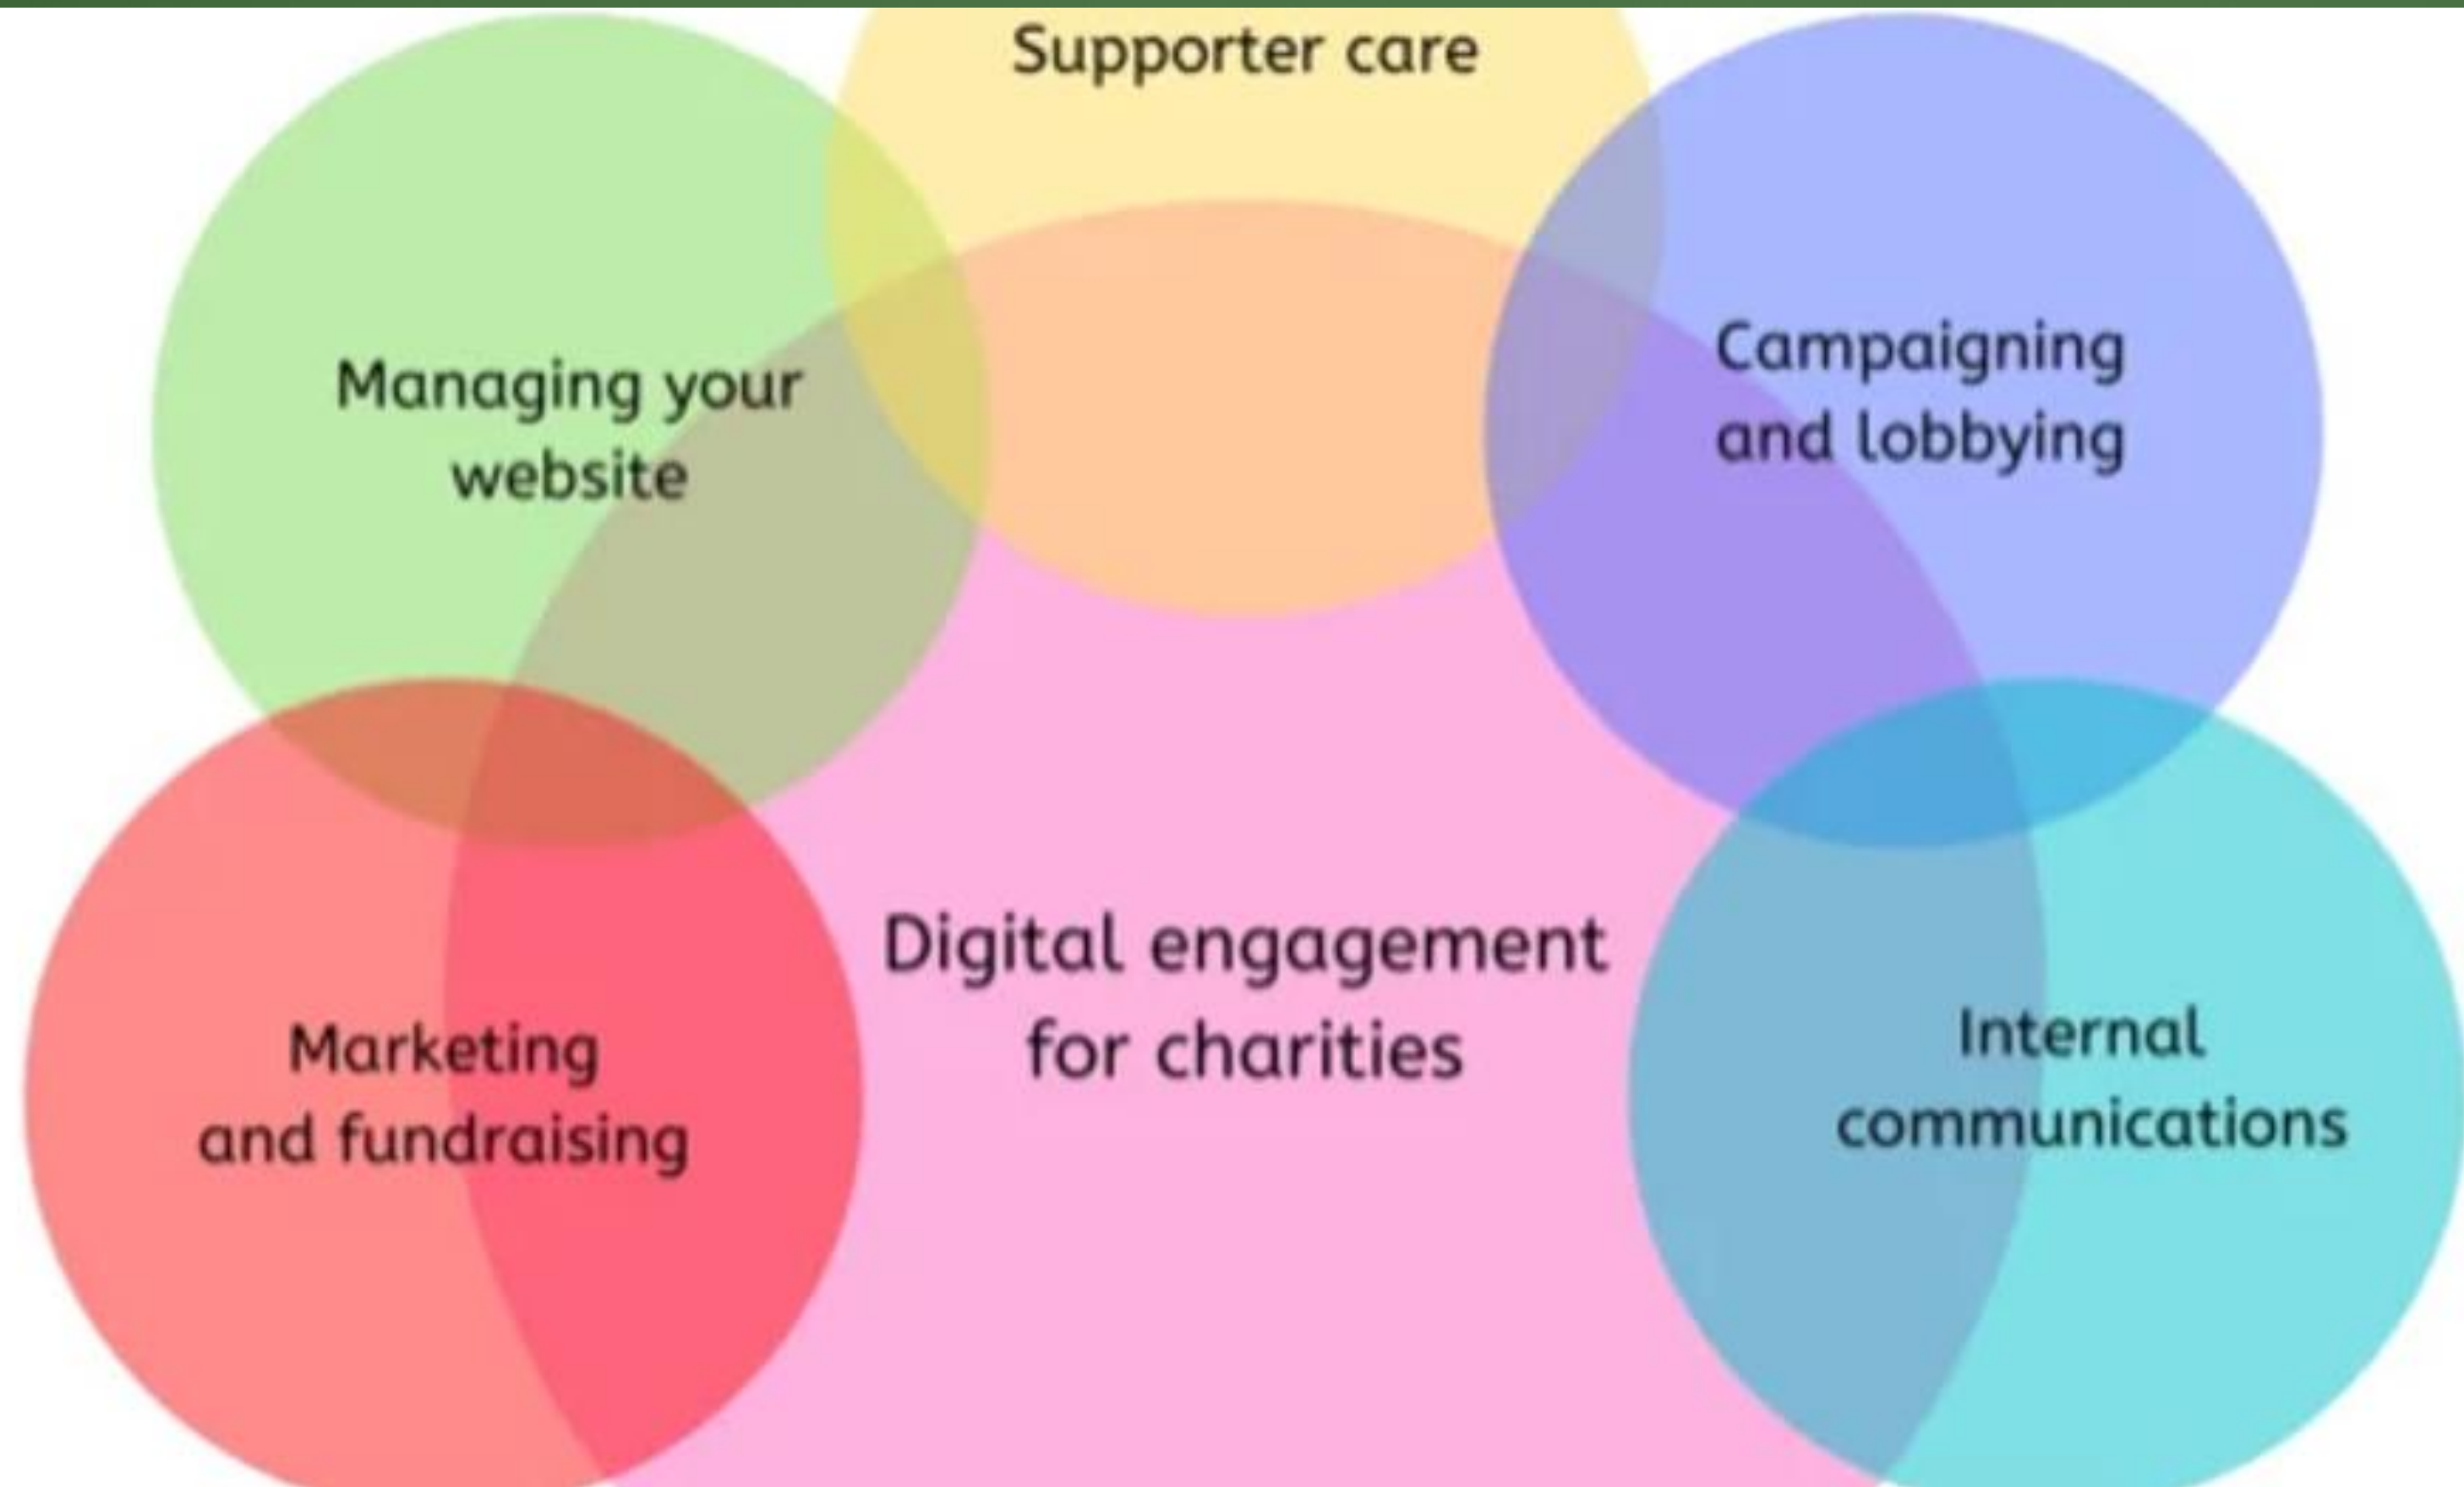 Supporter care
Managing your
website
Campaigning
and lobbying
Digital engagement
for charities
Marketing
and fundraising
Internal
communications